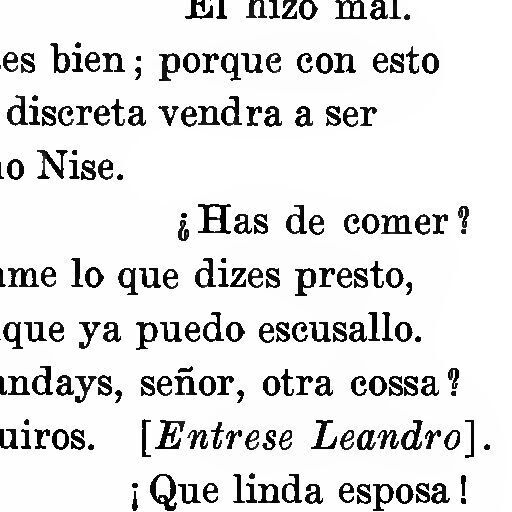 El hizo mal.
es bien; porque con esto
discreta vendra a ser
o Nise.
¿Has de comer?
me lo que dizes presto,
que ya puedo escusallo.
ndays, señor, otra cossa?
uiros. [Entrese Leandro].
¡Que linda esposa!